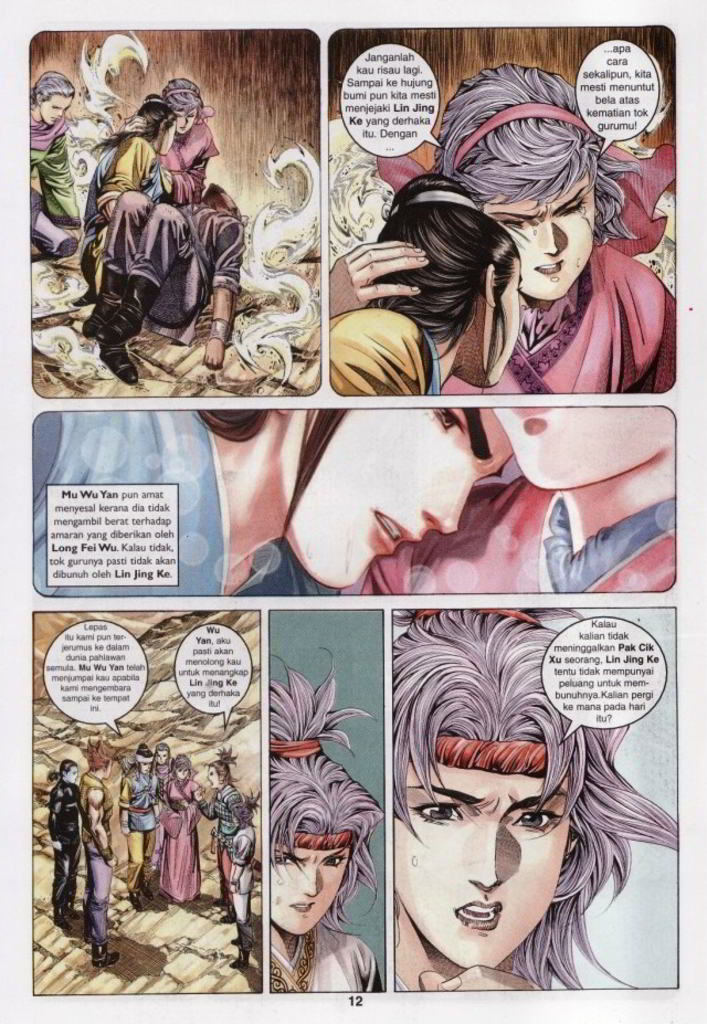 Janganlah
kau risau lagi.
Sampai ke hujung
bumi pun kita mesti
menjejaki Lin Jing
Ke yang derhaka
itu. Dengan
...
...apa
cara
sekalipun, kita
mesti menuntut
bela atas
kematian tok
gurumu!
Mu Wu Yan pun amat
menyesal kerana dia tidak
mengambil berat terhadap
amaran yang diberikan oleh
Long Fei Wu. Kalau tidak,
tok gurunya pasti tidak akan
dibunuh oleh Lin Jing Ke.
Lepas
itu kami pun ter-
jerumus ke dalam
dunia pahlawan
semula. Mu Wu Yan telah
menjumpai kau apabila
kami mengembara
sampai ke tempat
ini.
Wu
Yan, aku
pasti akan
menolong kau
untuk menangkap
Lin Jing Ke
yang derhaka
itu!
Kalau
kalian tidak
meninggalkan Pak Cik
Xu seorang, Lin Jing Ke
tentu tidak mempunyai
peluang untuk mem-
bunuhnya.Kalian pergi
ke mana pada hari
itu?
12